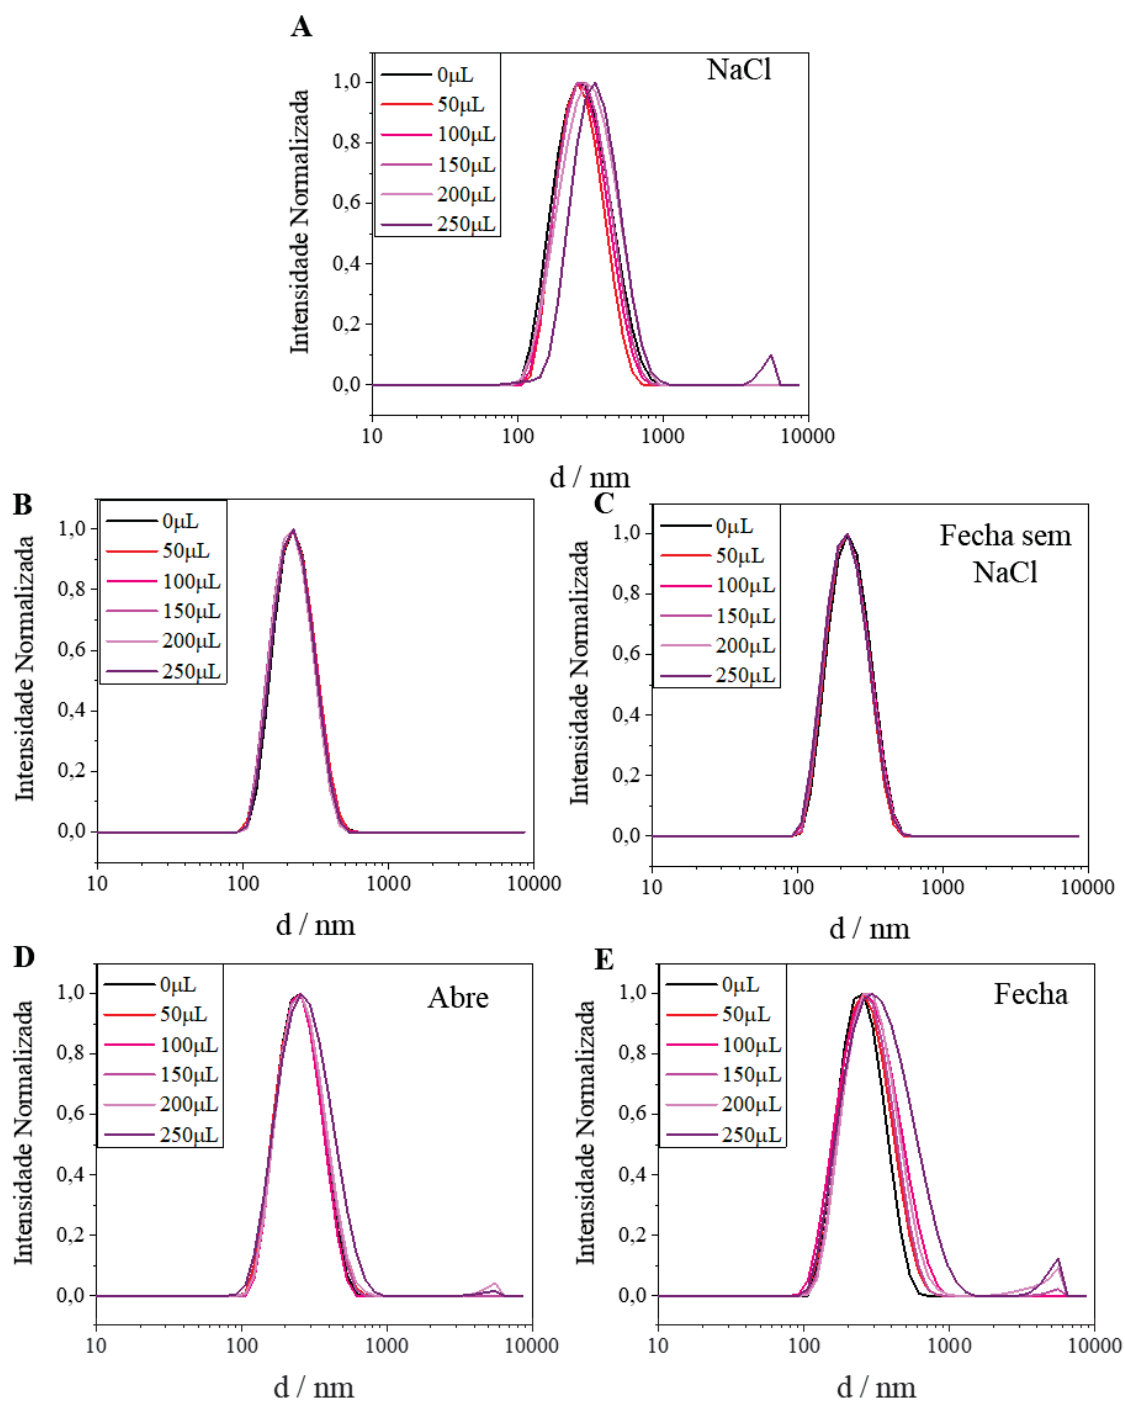 A
NaCl
0μL
50μL
100μL
150μL
200μL
250μL
Intensidade Normalizada
1,0
0,8
0,6
0,4
0,2
0,0
10
100
1000
10000
d / nm
B
0μL
50μL
100μL
150μL
200μL
250μL
Intensidade Normalizada
1,0
0,8
0,6
0,4
0,2
0,0
10
100
1000
10000
d / nm
C
Fecha sem
NaCl
0μL
50μL
100μL
150μL
200μL
250μL
Intensidade Normalizada
1,0
0,8
0,6
0,4
0,2
0,0
10
100
1000
10000
d / nm
D
Abre
0μL
50μL
100μL
150μL
200μL
250μL
Intensidade Normalizada
1,0
0,8
0,6
0,4
0,2
0,0
10
100
1000
10000
d / nm
E
Fecha
0μL
50μL
100μL
150μL
200μL
250μL
Intensidade Normalizada
1,0
0,8
0,6
0,4
0,2
0,0
10
100
1000
10000
d / nm